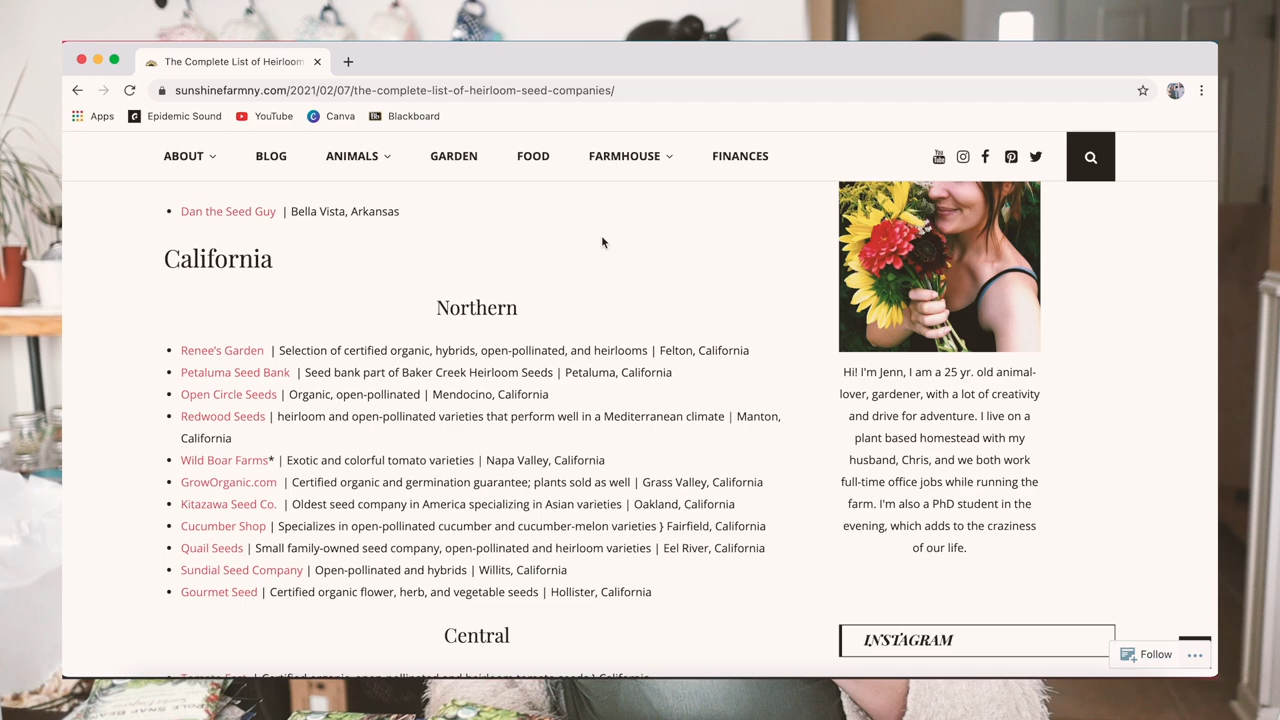 The Complete List of Heirloom
sunshinefarmny.com/2021/02/07/the-complete-list-of-heirloom-seed-companies/
Apps Epidemic Sound YouTube Canva Blackboard
ABOUT BLOG ANIMALS GARDEN FOOD FARMHOUSE FINANCES
Dan the Seed Guy | Bella Vista, Arkansas
California
Northern
Renee's Garden | Selection of certified organic, hybrids, open-pollinated, and heirlooms | Felton, California
Petaluma Seed Bank | Seed bank part of Baker Creek Heirloom Seeds | Petaluma, California
Open Circle Seeds | Organic, open-pollinated | Mendocino, California
Redwood Seeds | heirloom and open-pollinated varieties that perform well in a Mediterranean climate | Manton,
California
Wild Boar Farms* | Exotic and colorful tomato varieties | Napa Valley, California
GrowOrganic.com | Certified organic and germination guarantee; plants sold as well | Grass Valley, California
Kitazawa Seed Co. | Oldest seed company in America specializing in Asian varieties | Oakland, California
Cucumber Shop | Specializes in open-pollinated cucumber and cucumber-melon varieties } Fairfield, California
Quail Seeds | Small family-owned seed company, open-pollinated and heirloom varieties | Eel River, California
Sundial Seed Company | Open-pollinated and hybrids | Willits, California
Gourmet Seed | Certified organic flower, herb, and vegetable seeds | Hollister, California
Central
Hi! I'm Jenn, I am a 25 yr. old animal-
lover, gardener, with a lot of creativity
and drive for adventure. I live on a
plant based homestead with my
husband, Chris, and we both work
full-time office jobs while running the
farm. I'm also a PhD student in the
evening, which adds to the craziness
of our life.
INSTAGRAM
Follow